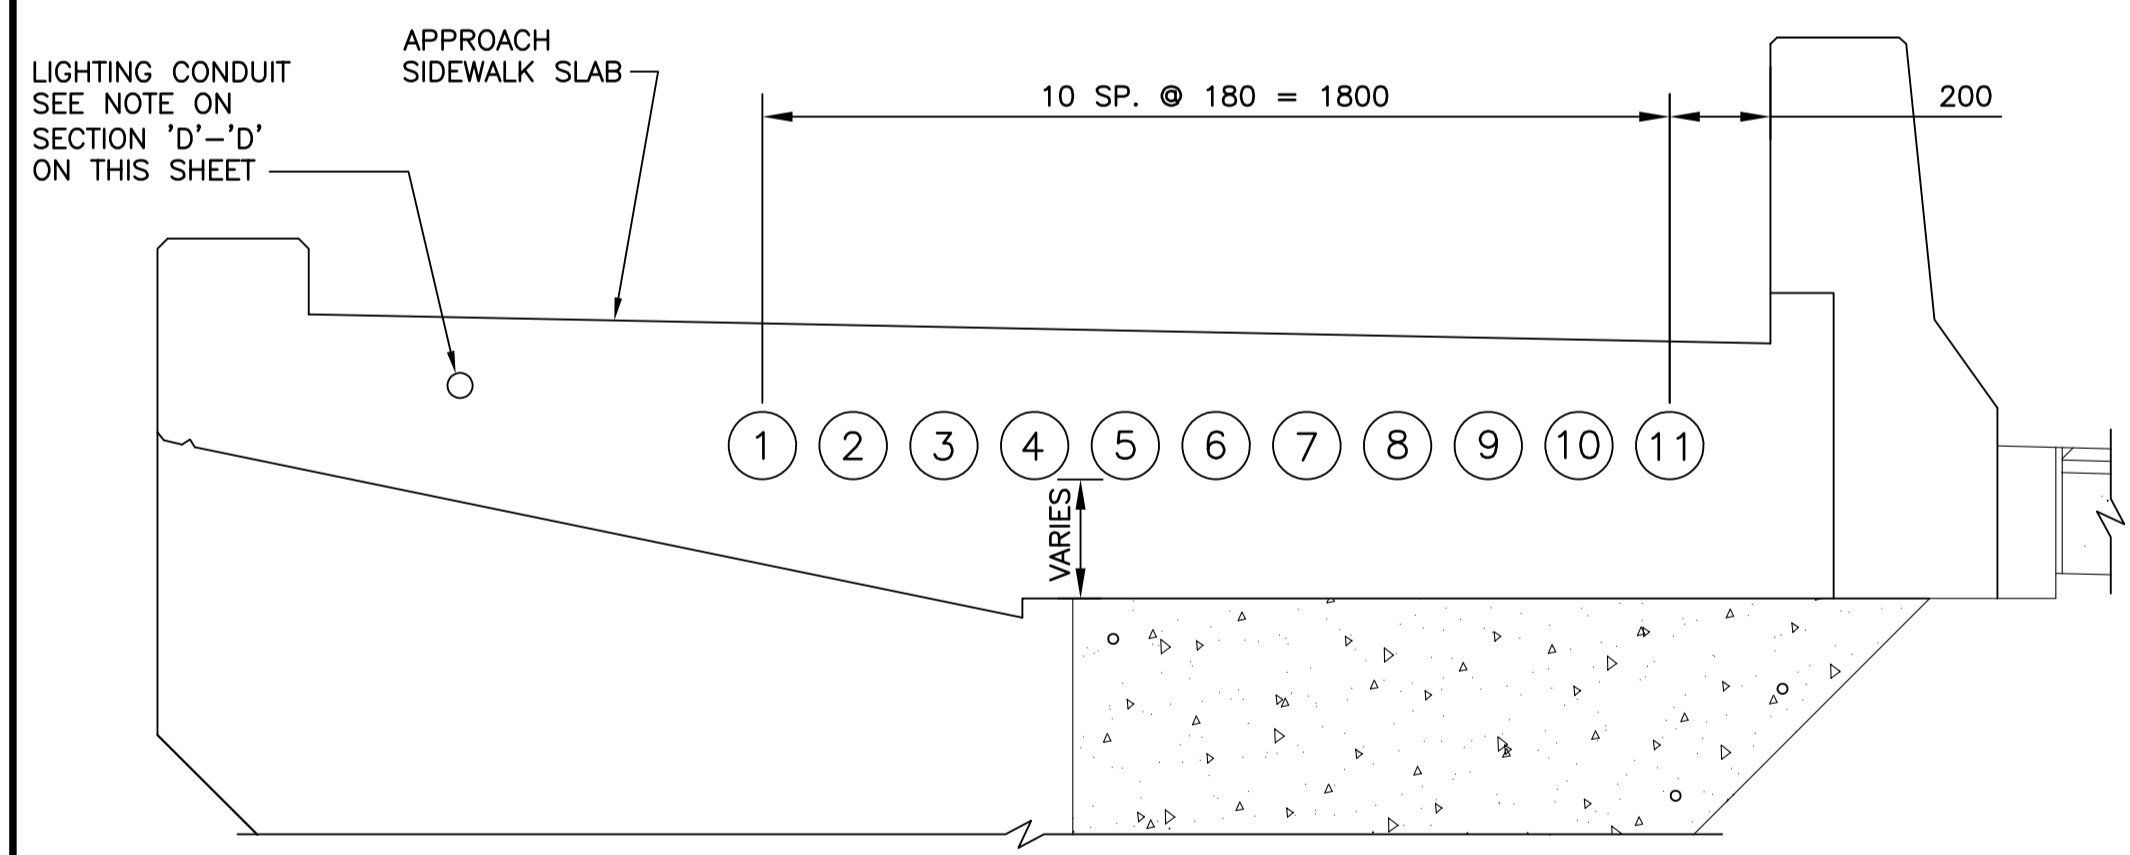 APPROACH
SIDEWALK SLAB
LIGHTING CONDUIT
SEE NOTE ON
SECTION 'D'-'D'
ON THIS SHEET
10 SP. @ 180 = 1800
200
1 2 3 4 5 6 7 8 9 10 11
VARIES